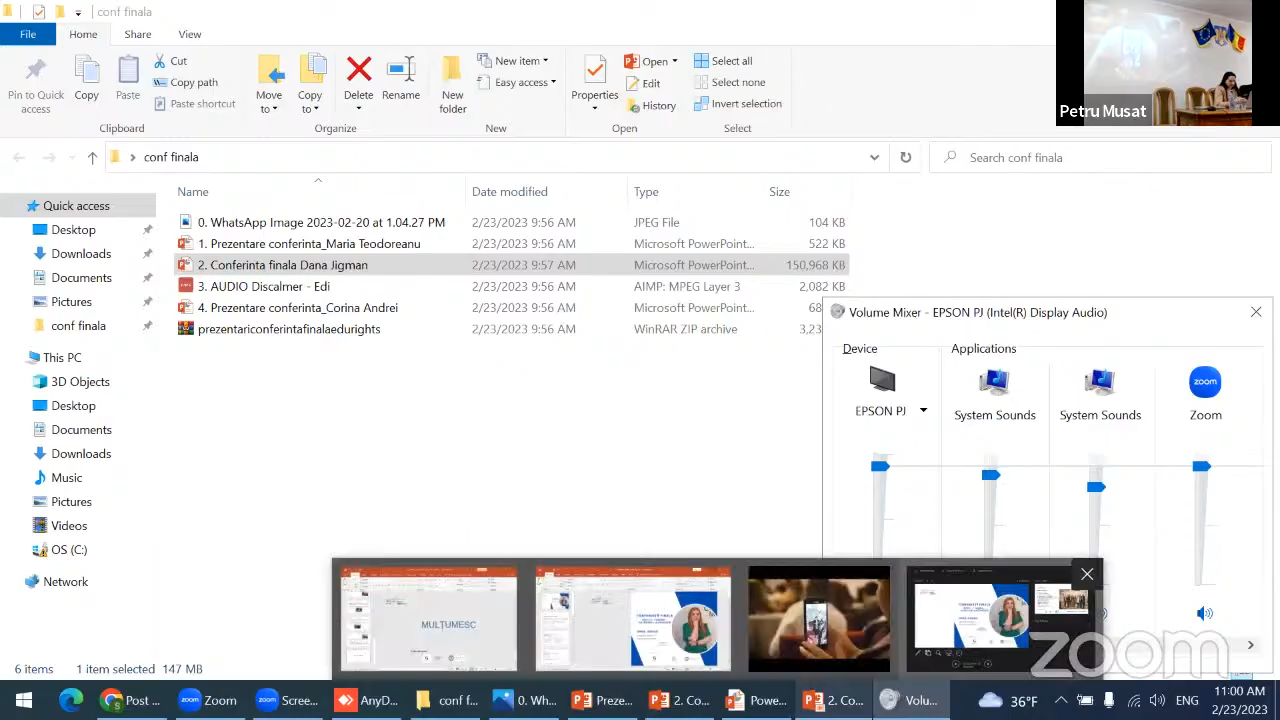 conf finala
File Home Share View
Pin to Quick access
Copy
Paste
Cut
Copy path
Paste shortcut
Clipboard
Move to
Copy to
Delete
Rename
Organize
New folder
New item
Easy access
New
Properties
Open
Edit
History
Open
Select all
Select none
Invert selection
Select
Petru Musat
conf finala
Search conf finala
Name Date modified Type Size
0. WhatsApp Image 2023-02-20 at 1.04.27 PM 2/23/2023 9:56 AM JPEG File 104 KB
1. Prezentare conferinta_Maria Teodoreanu 2/23/2023 9:56 AM Microsoft PowerPoint... 522 KB
2. Conferinta finala Dana Jigman 2/23/2023 9:57 AM Microsoft PowerPoint... 150,968 KB
3. AUDIO Discalmer - Edi 2/23/2023 9:56 AM AIMP: MPEG Layer 3 2,082 KB
4. Prezentare conferinta_Corina Andrei 2/23/2023 9:56 AM Microsoft PowerPoint... 68
prezentariconferintafinalaedurights 2/23/2023 9:56 AM WinRAR ZIP archive 3,23
Quick access
Desktop
Downloads
Documents
Pictures
conf finala
This PC
3D Objects
Desktop
Documents
Downloads
Music
Pictures
Videos
OS (C:)
Network
Volume Mixer - EPSON PJ (Intel(R) Display Audio)
Device Applications
zoom
EPSON PJ System Sounds System Sounds Zoom
MULȚUMESC
zoom
6 items 1 item selected 147 MB
Post ... Zoom Scree... AnyD... conf f... 0. Wh... Preze... 2. Co... Powe... 2. Co... Volu... 36°F ENG
11:00 AM
2/23/2023